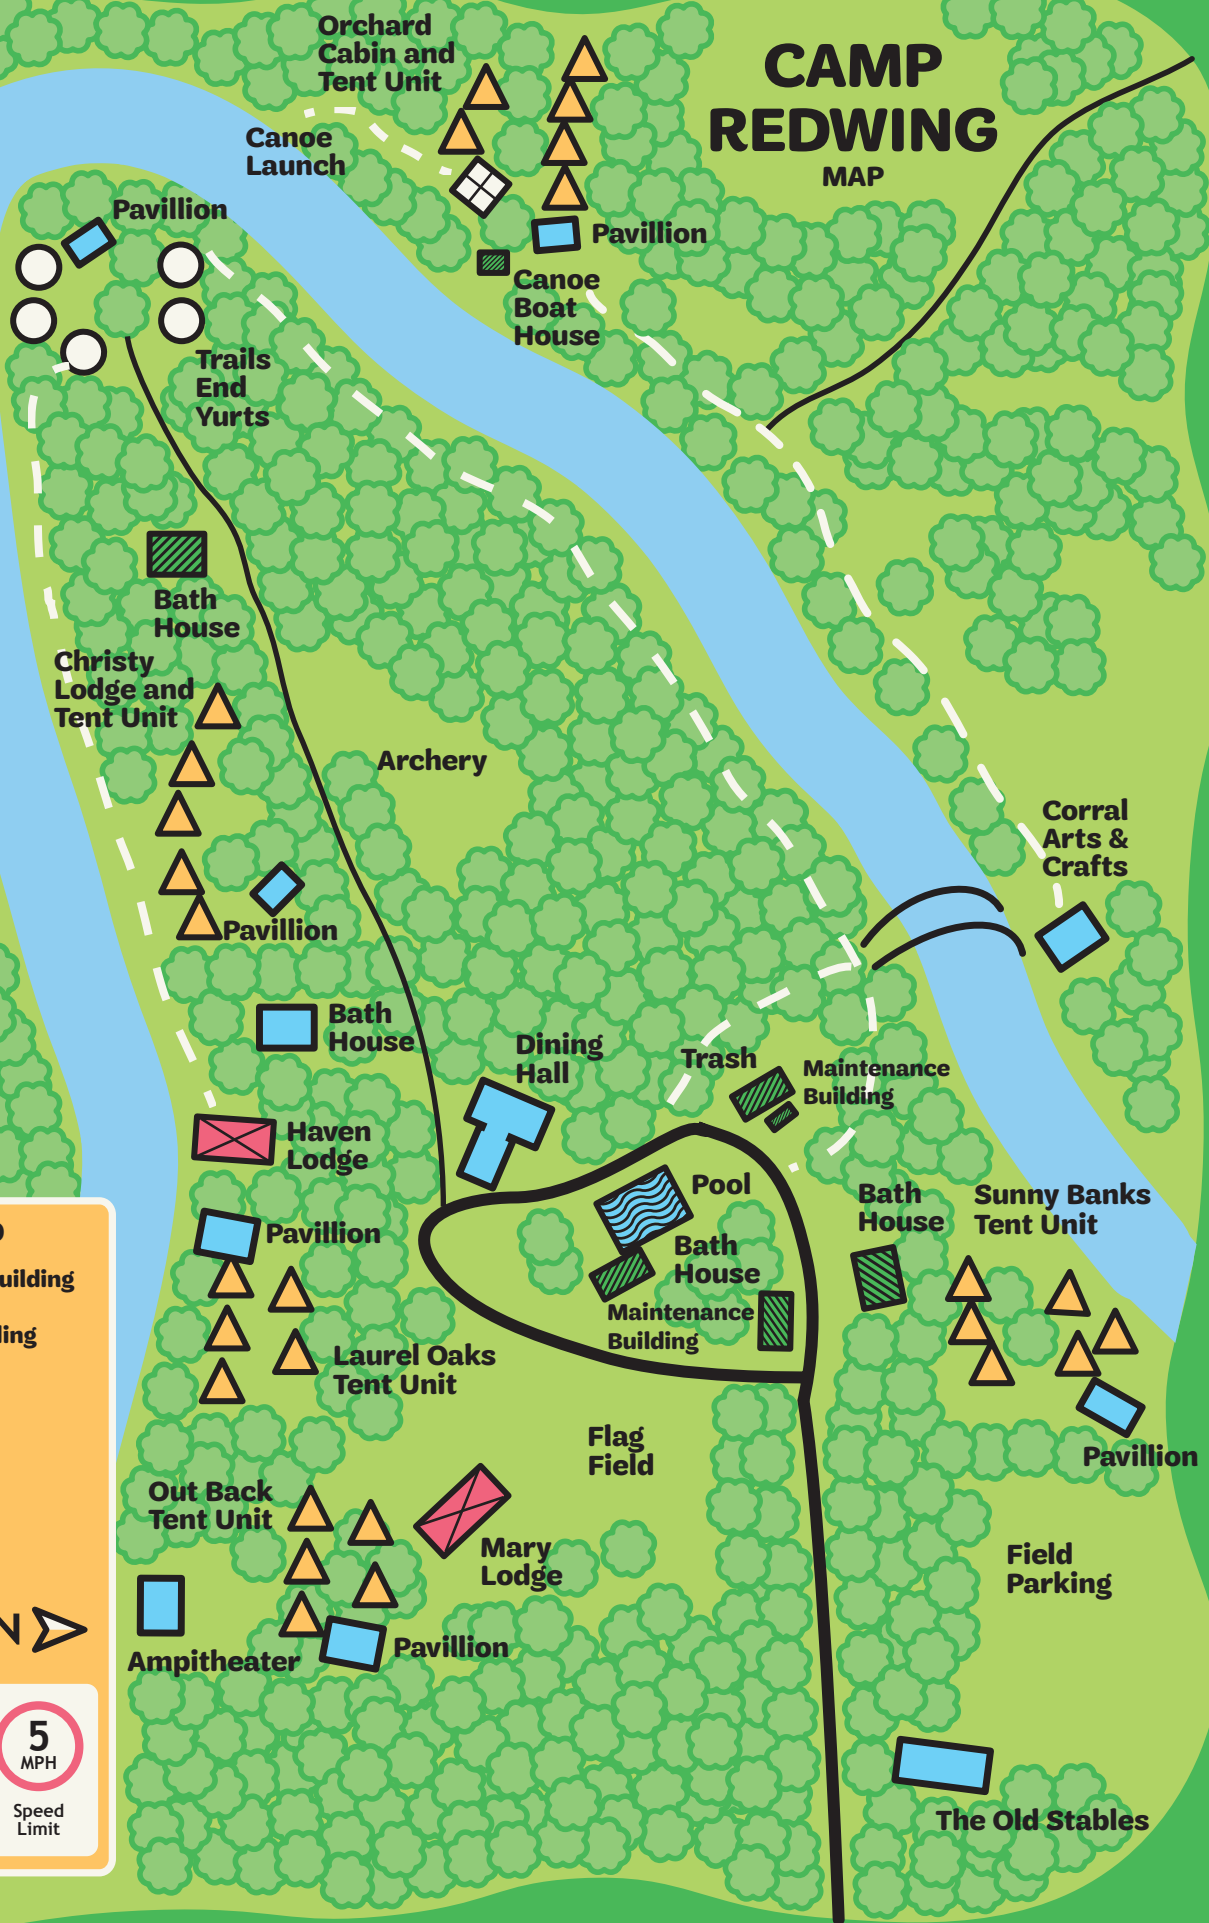 Orchard
Cabin and
Tent Unit
CAMP
REDWING
MAP
Canoe
Launch
Pavillion
Pavillion
Canoe
Boat
House
Trails
End
Yurts
Bath
House
Christy
Lodge and
Tent Unit
Archery
Corral
Arts &
Crafts
Pavillion
Bath
House
Dining
Hall
Trash
Maintenance
Building
Haven
Lodge
Pool
Bath
House
Sunny Banks
Tent Unit
Pavillion
Bath
House
Maintenance
Building
uilding
ling
Laurel Oaks
Tent Unit
Flag
Field
Pavillion
Out Back
Tent Unit
Mary
Lodge
Field
Parking
Ampitheater
Pavillion
N
5
MPH
Speed
Limit
The Old Stables